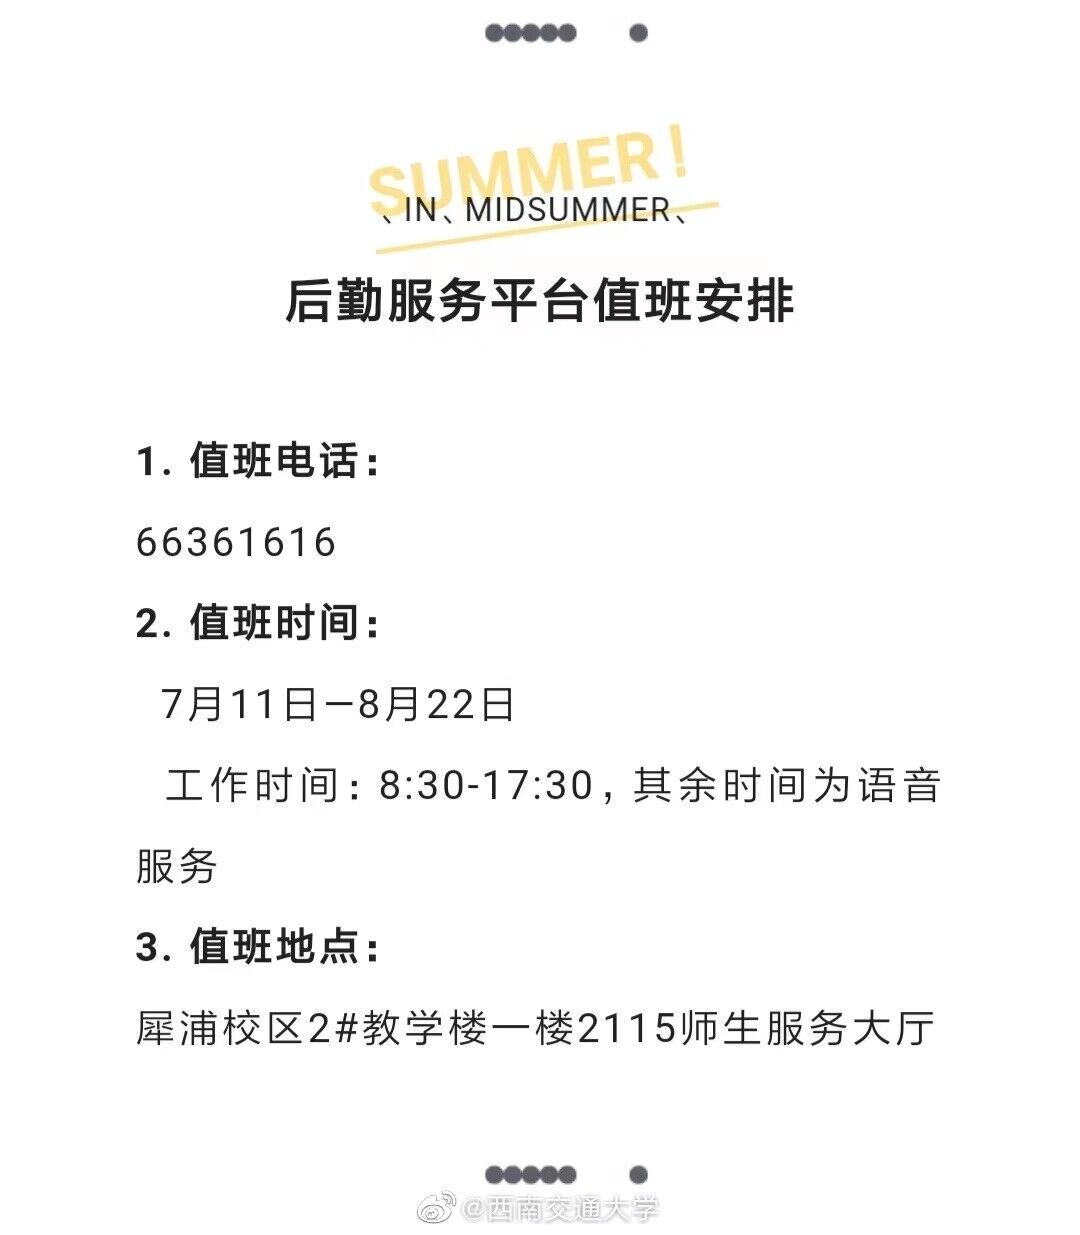 SUMMER!
、IN、MIDSUMMER、
后勤服务平台值班安排
1. 值班电话：
66361616
2. 值班时间：
7月11日—8月22日
工作时间：8:30-17:30，其余时间为语音
服务
3. 值班地点：
犀浦校区2#教学楼一楼2115师生服务大厅
@西南交通大学